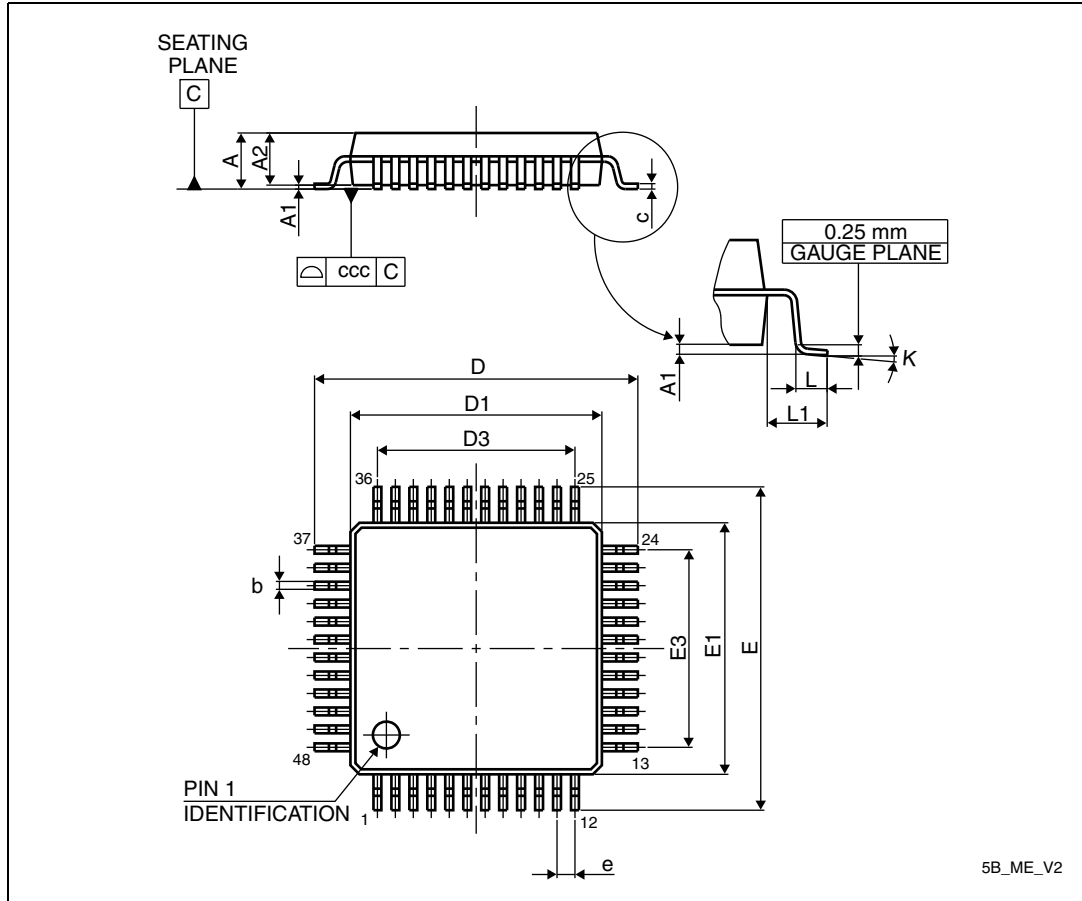 SEATING
PLANE
C
A
A2
A1
c
ccc C
0.25 mm
GAUGE PLANE
A1
K
L
L1
D
D1
D3
36
25
37
24
b
E3
E1
E
48
13
PIN 1
IDENTIFICATION
1
12
e
5B_ME_V2